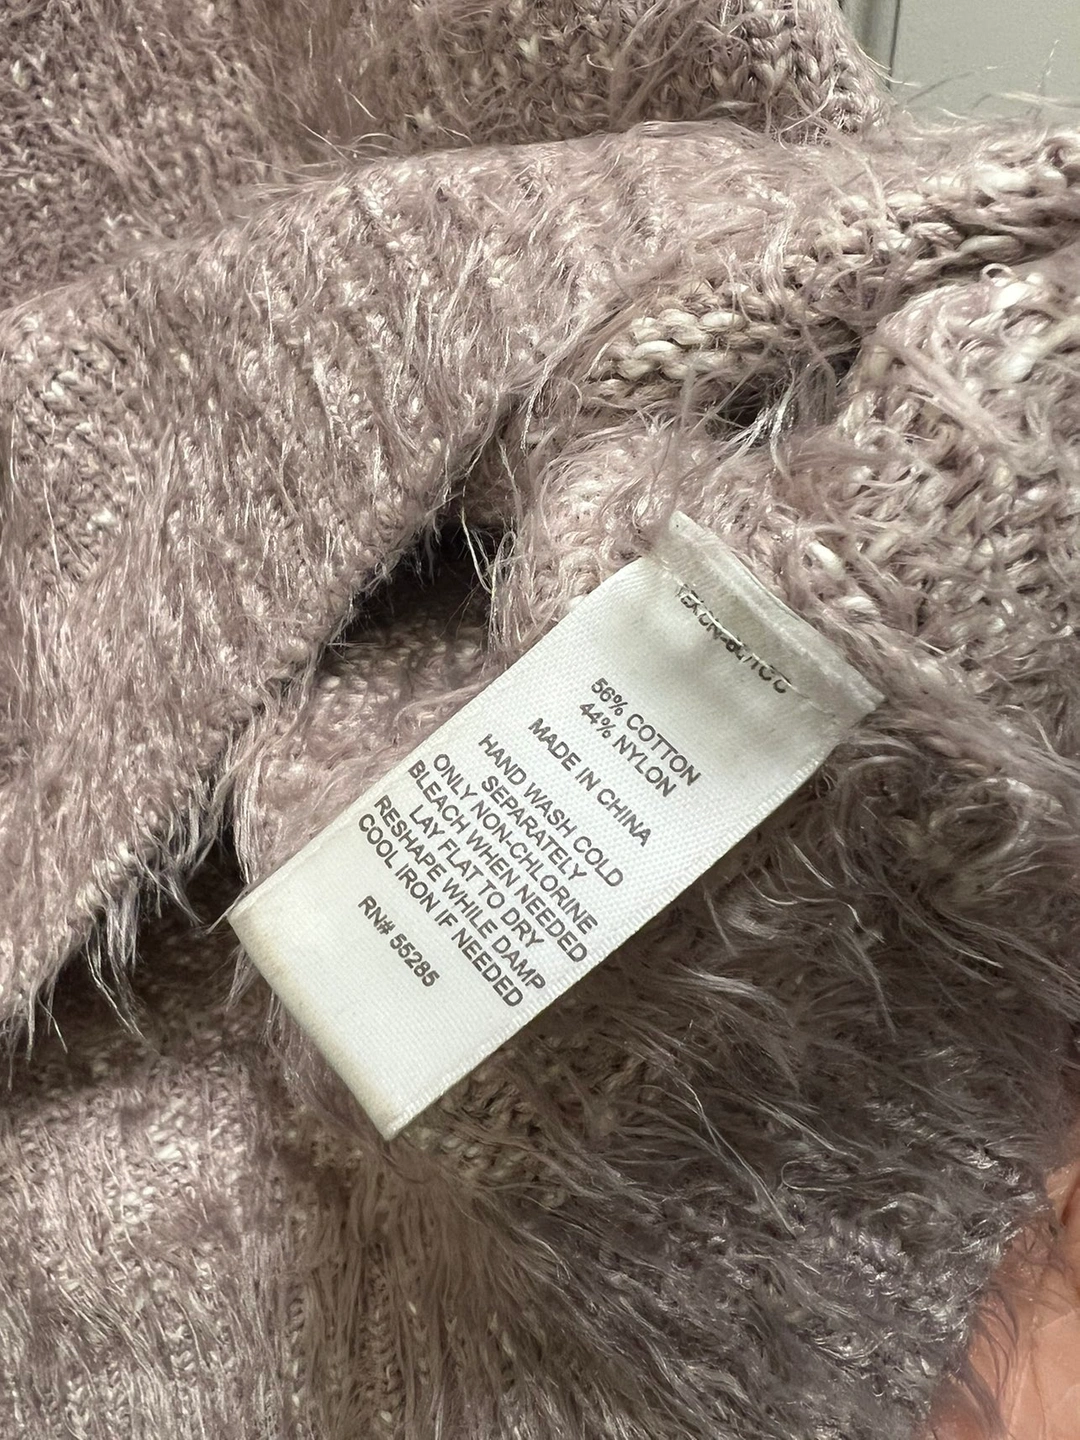 56% COTTON
44% NYLON
MADE IN CHINA
HAND WASH COLD
SEPARATELY
ONLY NON-CHLORINE
BLEACH WHEN NEEDED
LAY FLAT TO DRY
RESHAPE WHILE DAMP
COOL IRON IF NEEDED
RN# 55285